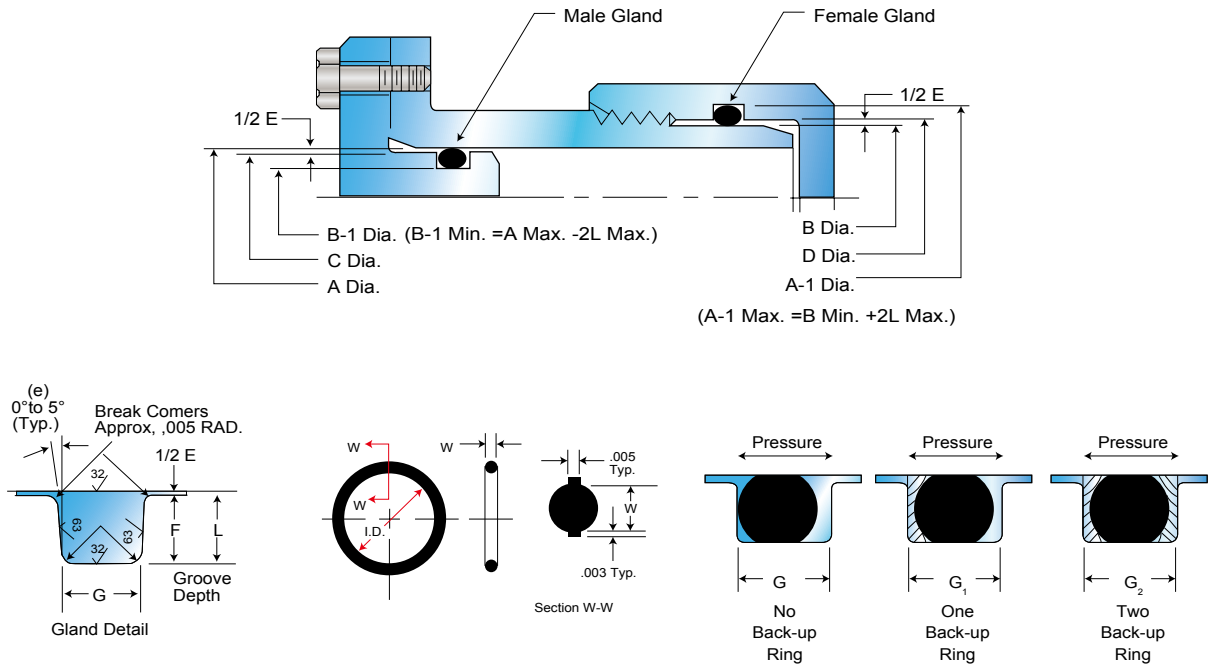 Male Gland
Female Gland
1/2 E
1/2 E
B-1 Dia. (B-1 Min. =A Max. -2L Max.)
C Dia.
A Dia.
B Dia.
D Dia.
A-1 Dia.
(A-1 Max. =B Min. +2L Max.)
(e)
0°to 5°
(Typ.)
Break Comers
Approx, ,005 RAD.
1/2 E
32
63
63
32
F
L
G
Groove
Depth
Gland Detail
W
W
W
I.D.
.005
Typ.
W
.003 Typ.
Section W-W
Pressure
G
No
Back-up
Ring
Pressure
G1
One
Back-up
Ring
Pressure
G2
Two
Back-up
Ring